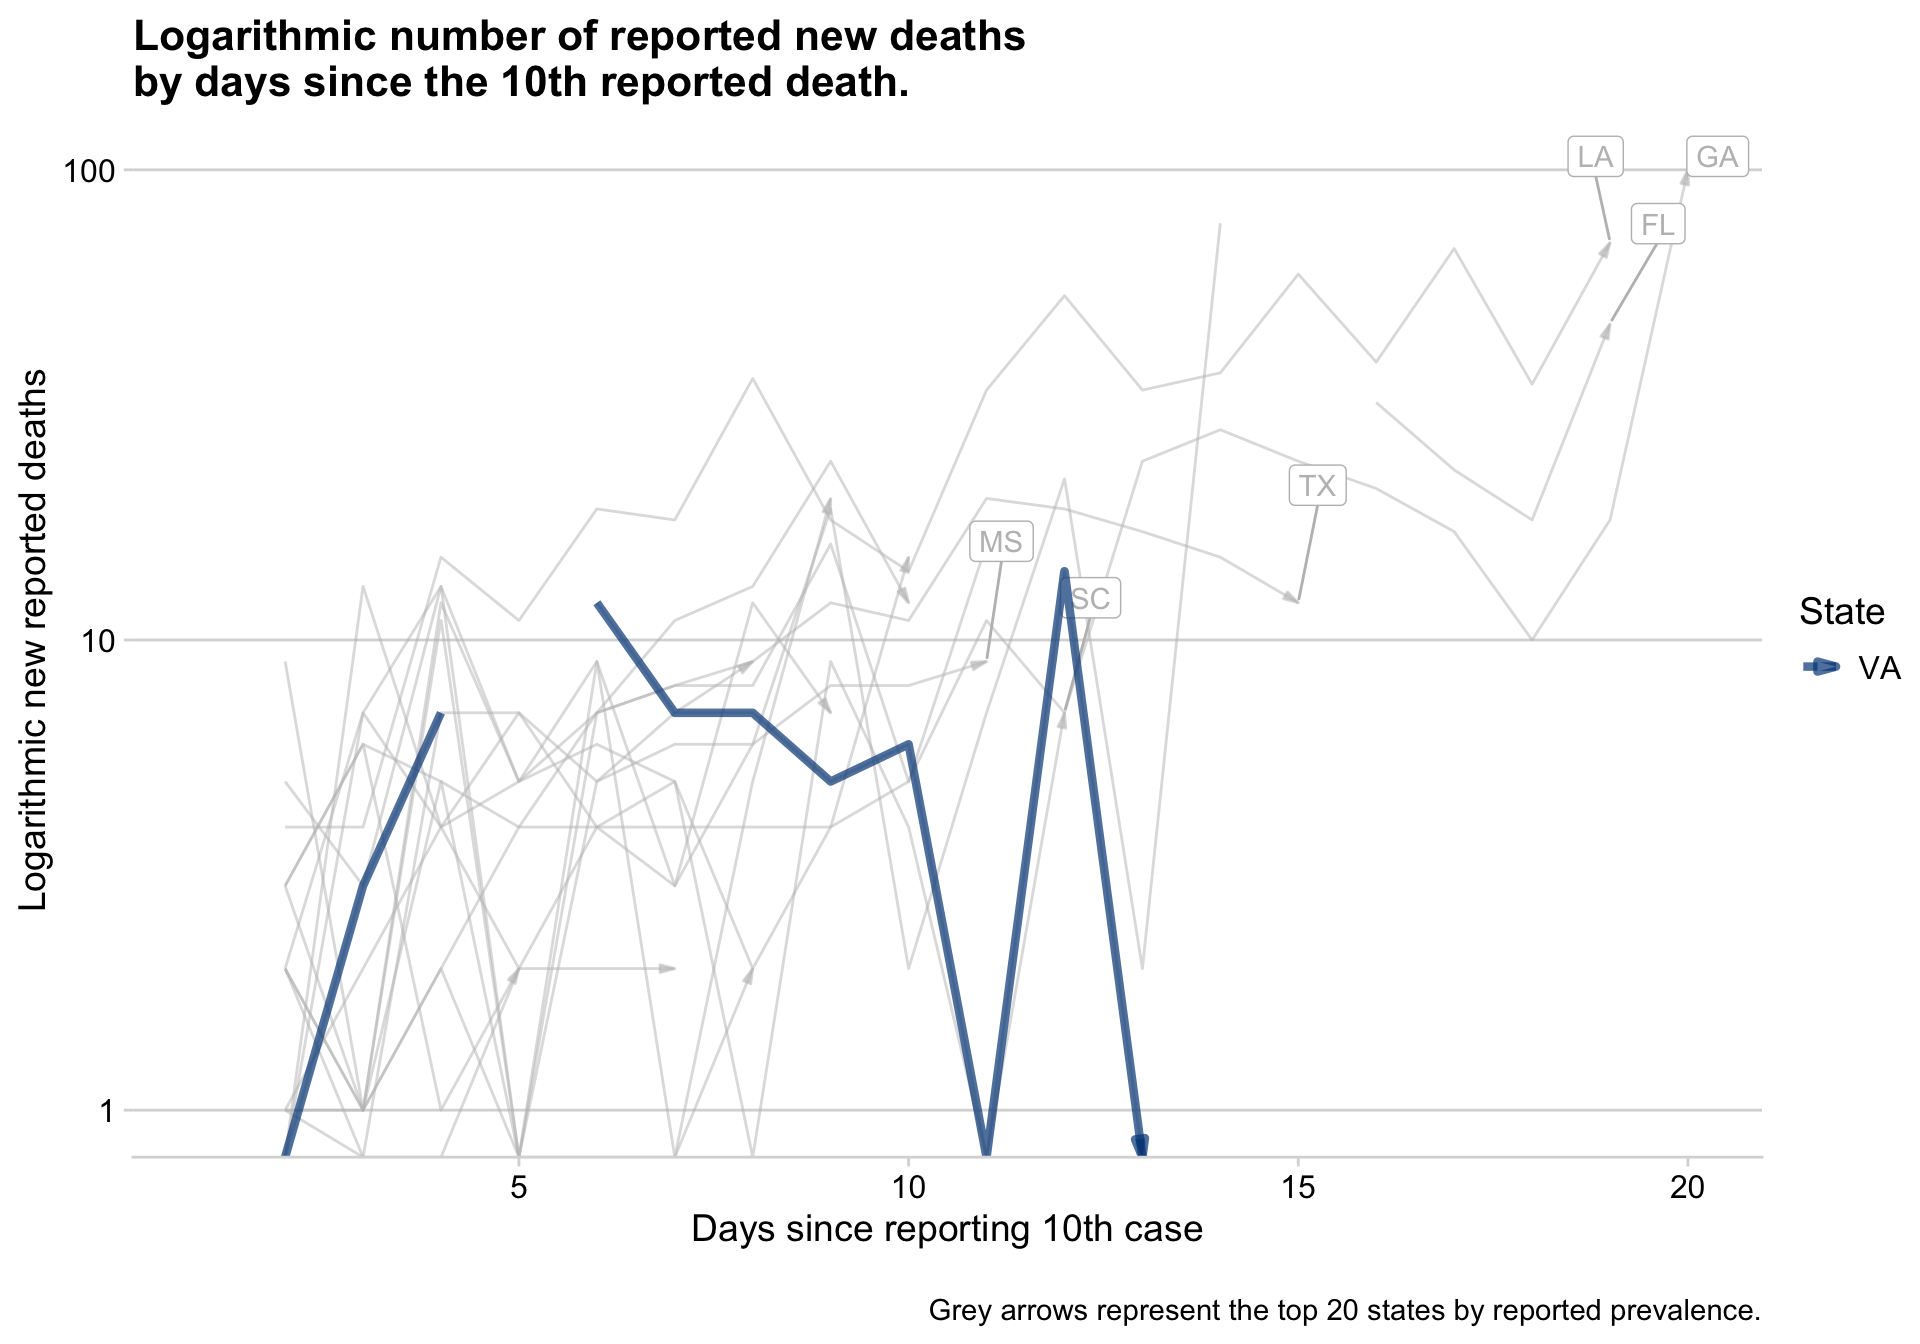 Logarithmic number of reported new deaths
by days since the 10th reported death.
Logarithmic new reported deaths
100
10
1
LA
GA
FL
TX
MS
SC
State
VA
5
10
15
20
Days since reporting 10th case
Grey arrows represent the top 20 states by reported prevalence.